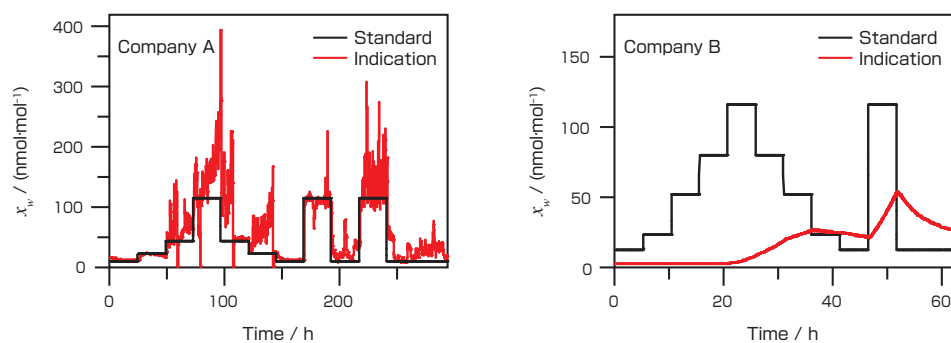 Company A
Standard
Indication
400
300
200
100
0
0
100
200
x_w / (nmol·mol⁻¹)
Time / h
Company B
Standard
Indication
150
100
50
0
0
20
40
60
x_w / (nmol·mol⁻¹)
Time / h